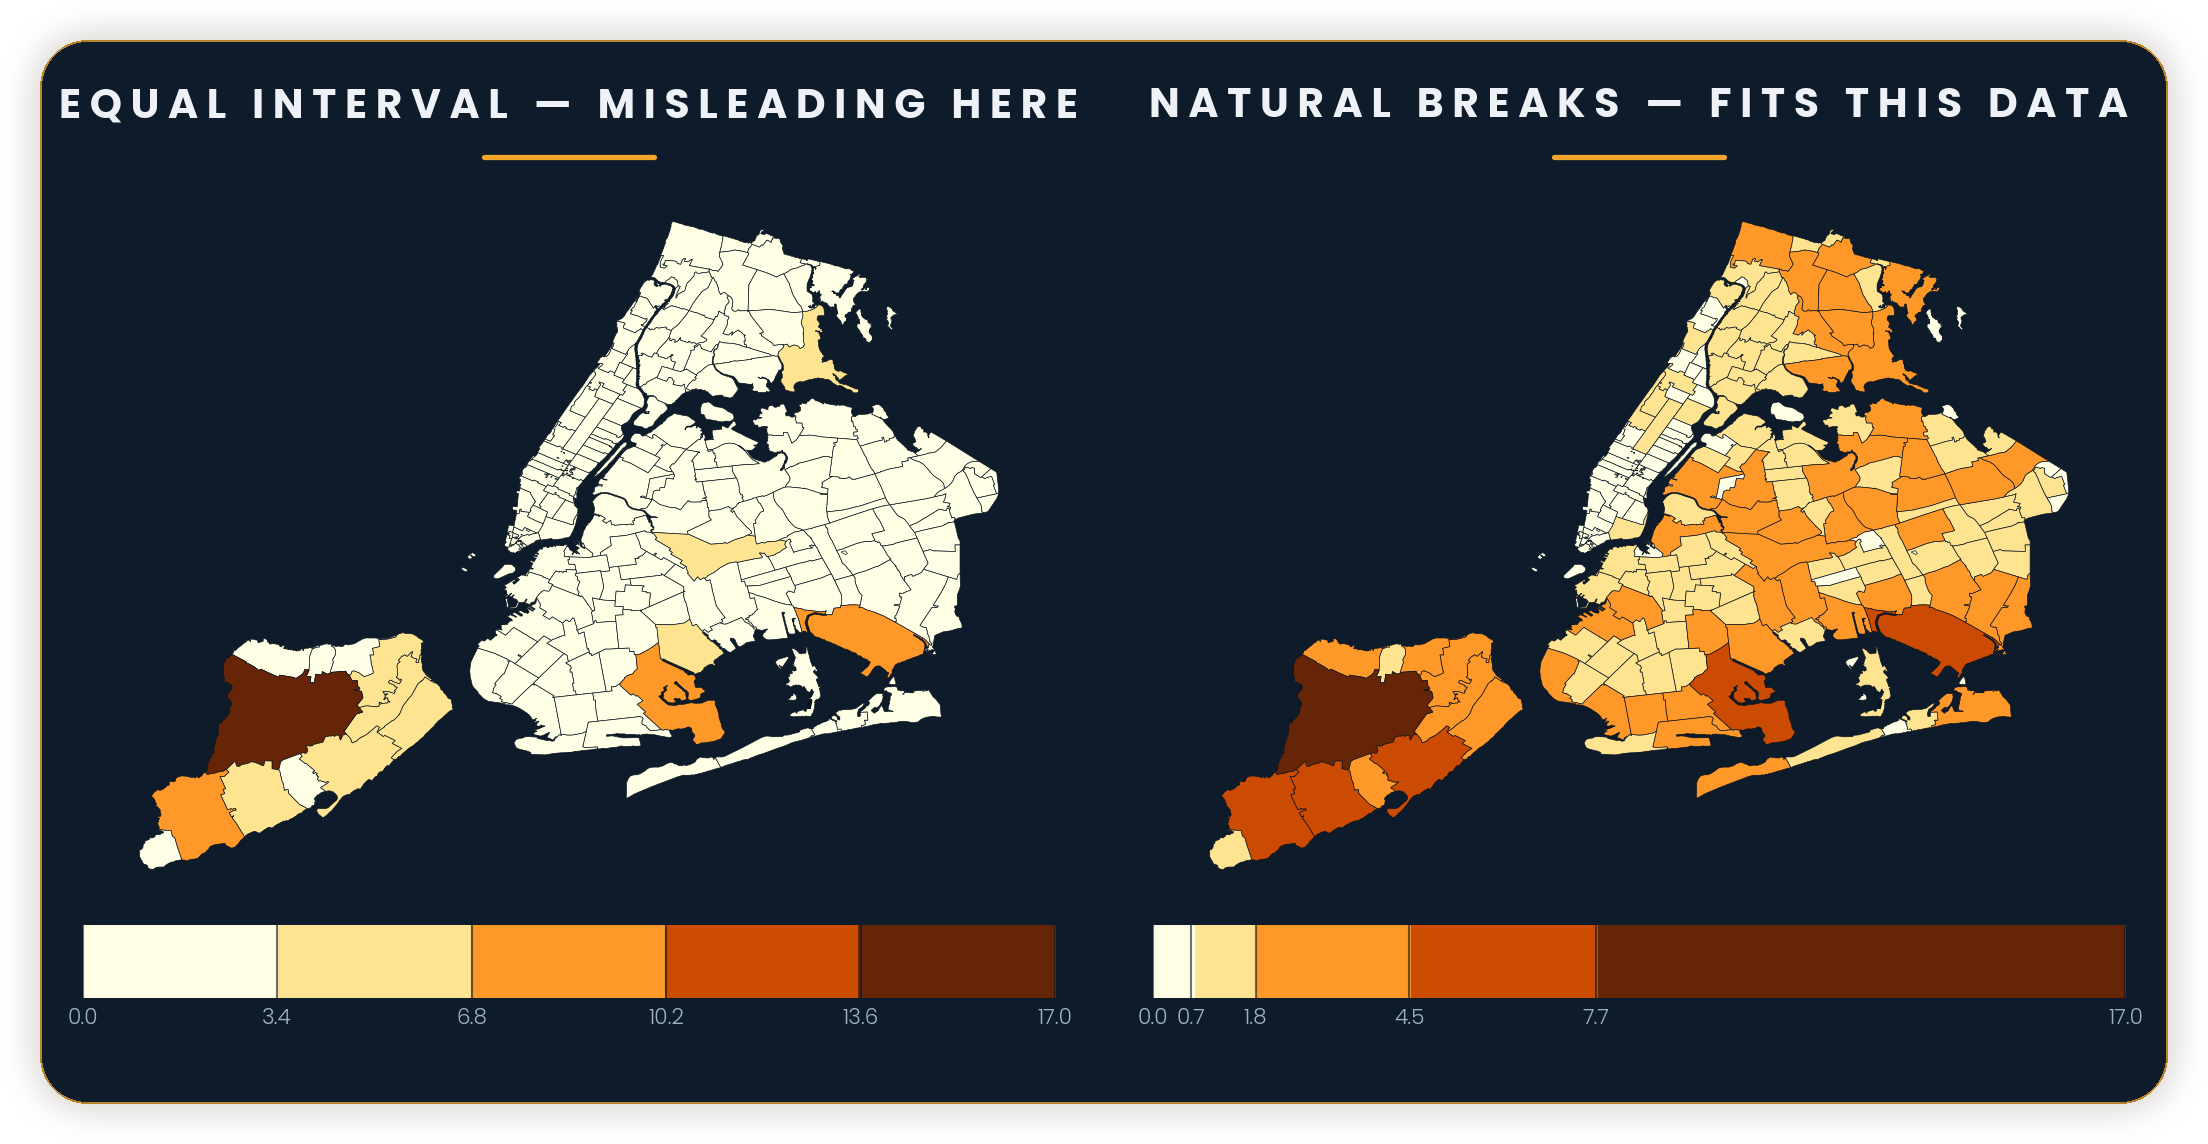 EQUAL INTERVAL — MISLEADING HERE
NATURAL BREAKS — FITS THIS DATA
0.0 3.4 6.8 10.2 13.6 17.0
0.0 0.7 1.8 4.5 7.7 17.0